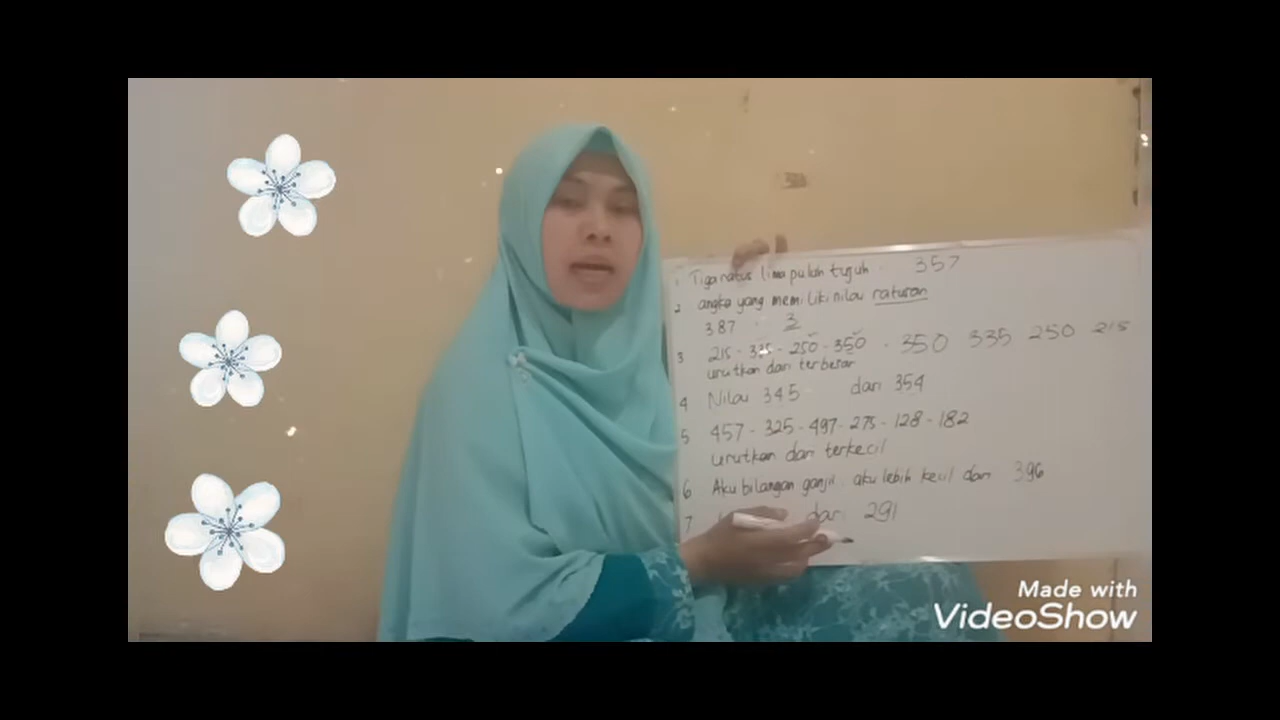 1 Tiga ratus lima puluh tujuh . 357
2 angka yang memiliki nilai ratusan
387 . 3
3 215 - 335 - 250 - 350 . 350 335 250 215
urutkan dari terbesar
4 Nilai 345 dari 354
5 457 - 325 - 497 - 275 - 128 - 182
urutkan dari terkecil
6 Aku bilangan ganjil . aku lebih kecil dari 396
7 dari 291
Made with
VideoShow